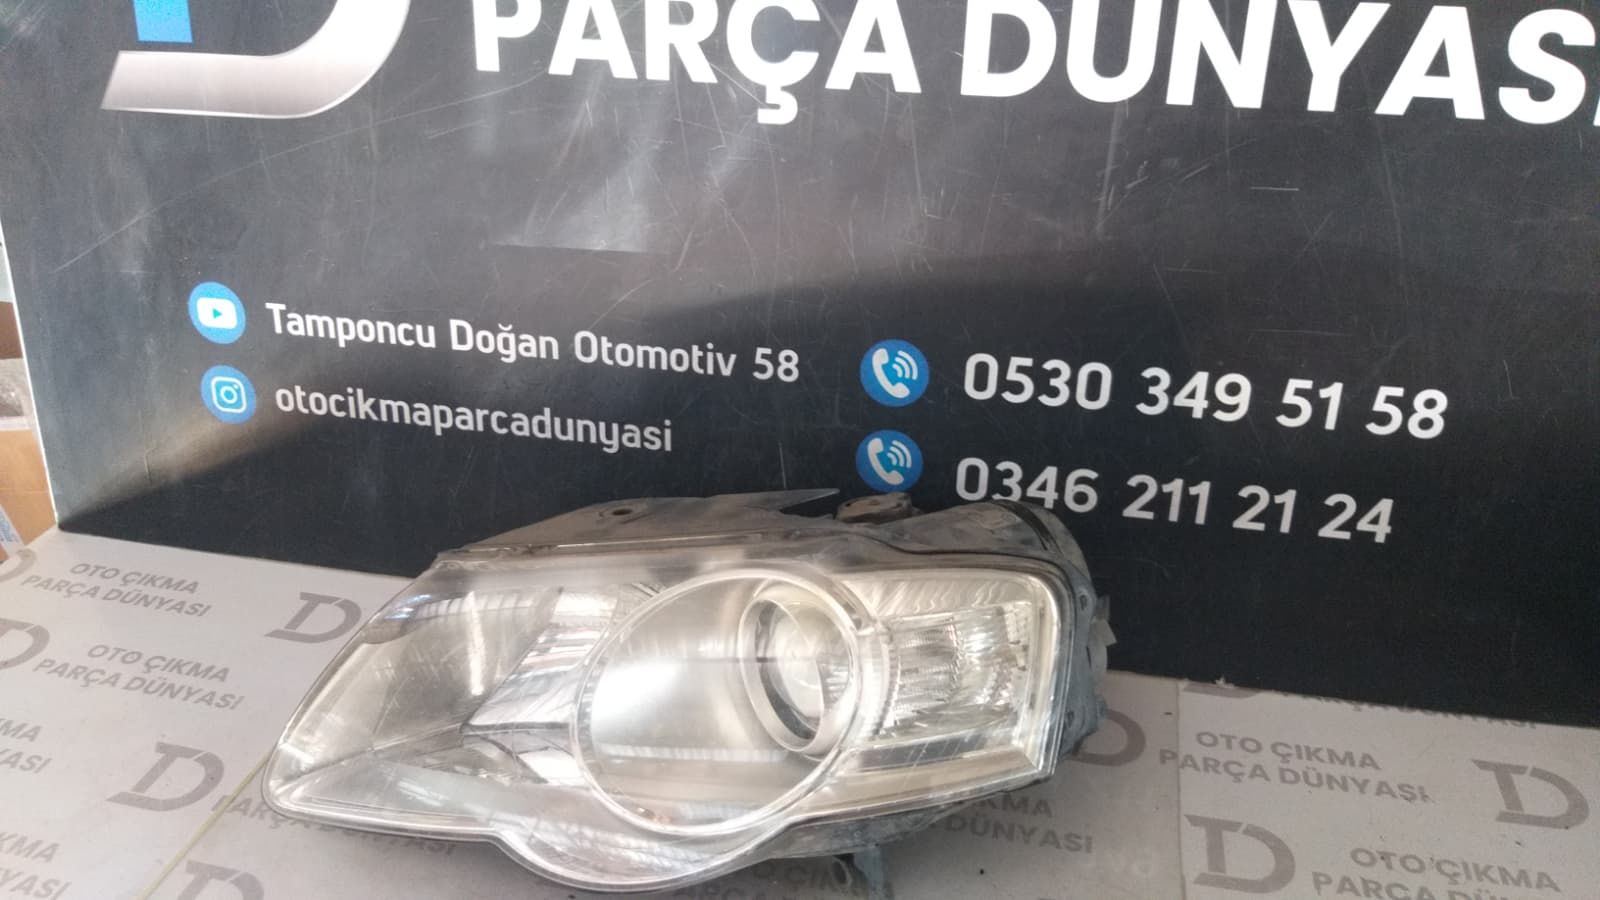 PARÇA DÜNYASI
Tamponcu Doğan Otomotiv 58
otocikmaparcadunyasi
0530 349 51 58
0346 211 21 24
OTO ÇIKMA
PARÇA DÜNYASI
OTO ÇIKMA
PARÇA DÜNYASI
OTO ÇIKMA
PARÇA DÜNYASI
OTO ÇIKMA
PARÇA